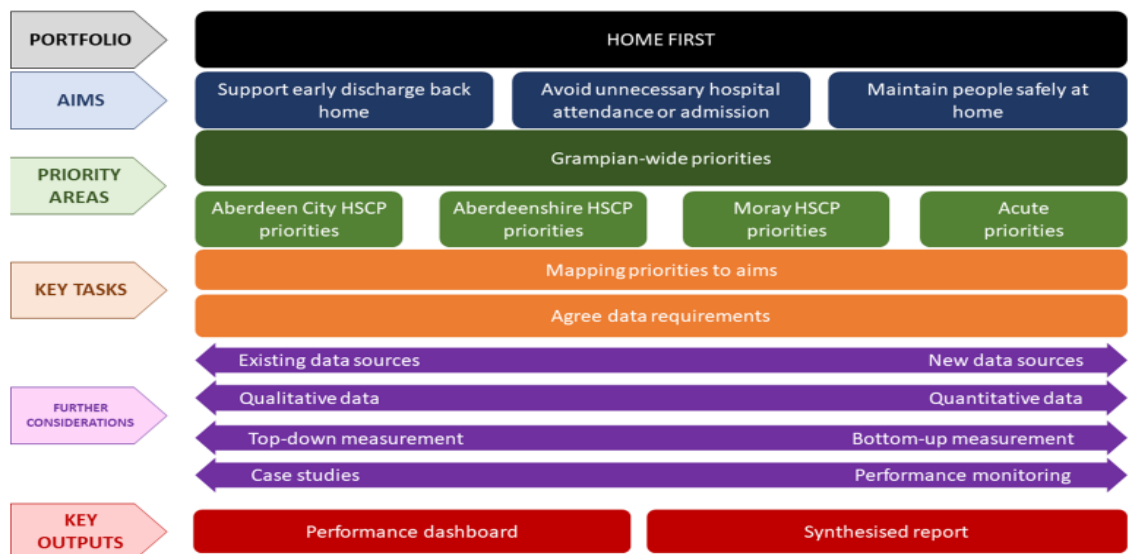 PORTFOLIO
HOME FIRST
AIMS
Support early discharge back
home
Avoid unnecessary hospital
attendance or admission
Maintain people safely at
home
PRIORITY
AREAS
Grampian-wide priorities
Aberdeen City HSCP
priorities
Aberdeenshire HSCP
priorities
Moray HSCP
priorities
Acute
priorities
KEY TASKS
Mapping priorities to aims
Agree data requirements
FURTHER
CONSIDERATIONS
Existing data sources
New data sources
Qualitative data
Quantitative data
Top-down measurement
Bottom-up measurement
Case studies
Performance monitoring
KEY
OUTPUTS
Performance dashboard
Synthesised report